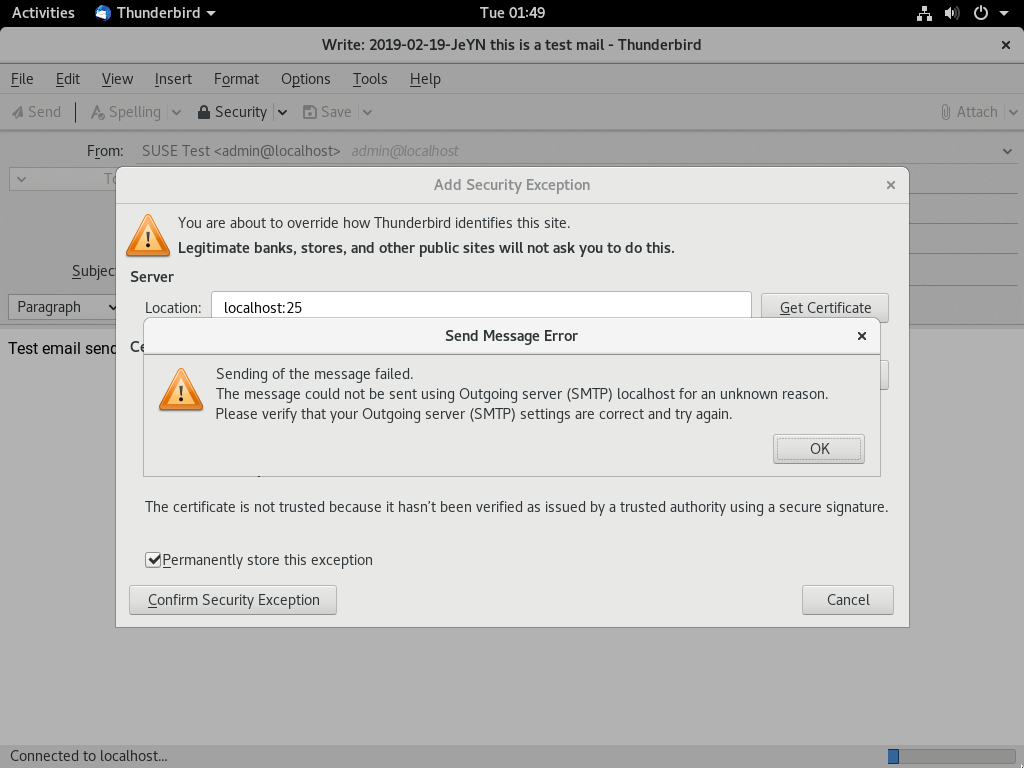 Activities Thunderbird Tue 01:49
Write: 2019-02-19-JeYN this is a test mail - Thunderbird
File Edit View Insert Format Options Tools Help
Send Spelling Security Save Attach
From: SUSE Test <admin@localhost> admin@localhost
Add Security Exception
You are about to override how Thunderbird identifies this site.
Legitimate banks, stores, and other public sites will not ask you to do this.
Server
Subjec
Location: localhost:25 Get Certificate
Paragraph
Send Message Error
Test email send
Sending of the message failed.
The message could not be sent using Outgoing server (SMTP) localhost for an unknown reason.
Please verify that your Outgoing server (SMTP) settings are correct and try again.
OK
The certificate is not trusted because it hasn't been verified as issued by a trusted authority using a secure signature.
Permanently store this exception
Confirm Security Exception Cancel
Connected to localhost...